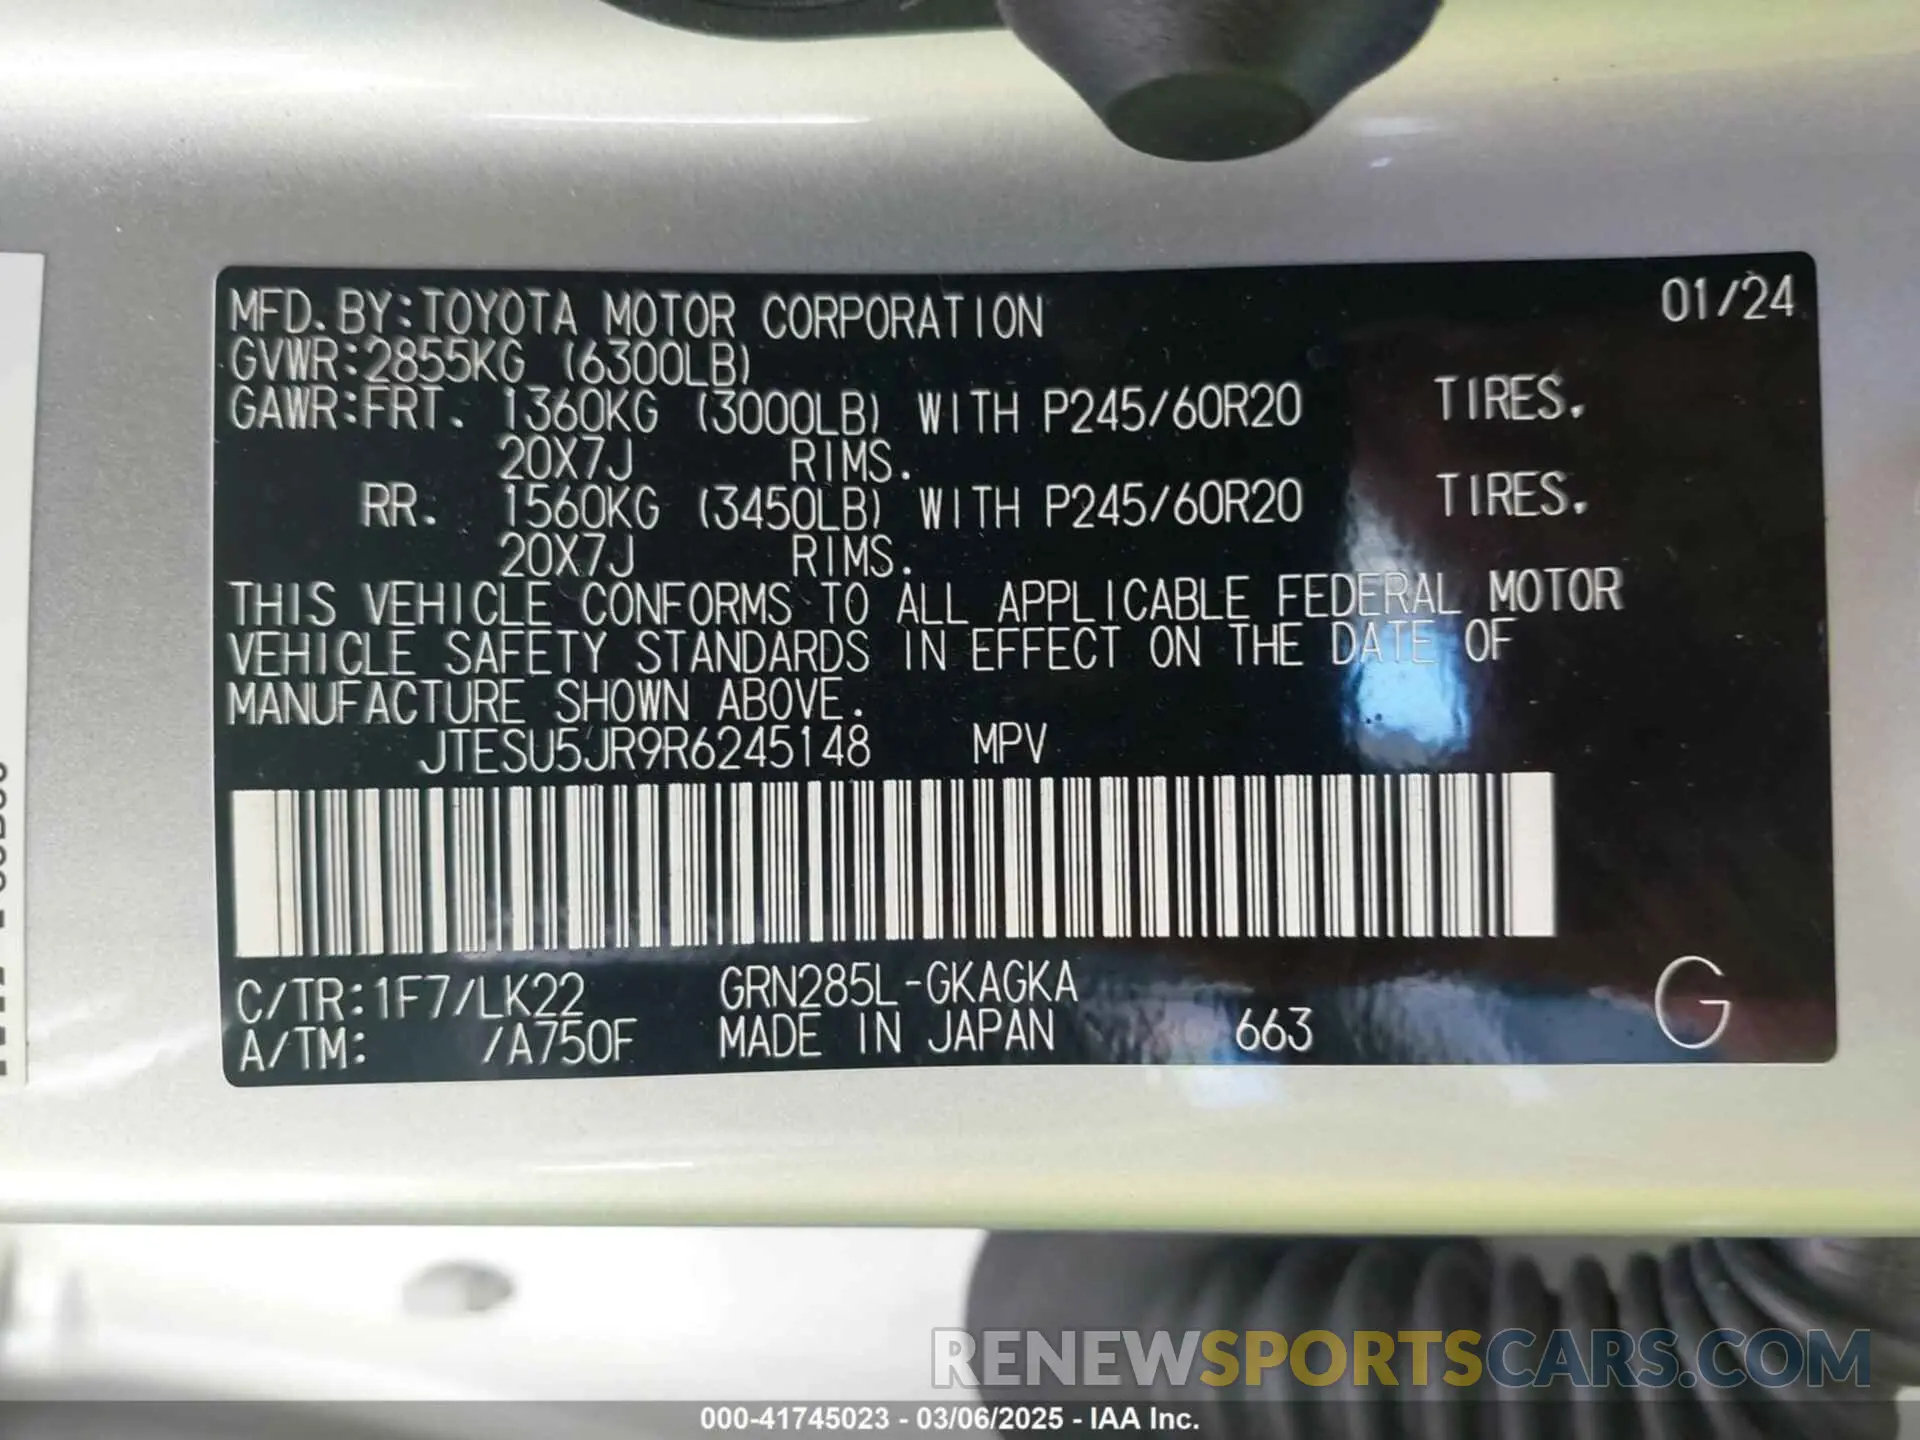 MFD. BY:TOYOTA MOTOR CORPORATION 01/24
GVWR:2855KG (6300LB)
GAWR:FRT. 1360KG (3000LB) WITH P245/60R20 TIRES.
20X7J RIMS.
RR. 1560KG (3450LB) WITH P245/60R20 TIRES.
20X7J RIMS.
THIS VEHICLE CONFORMS TO ALL APPLICABLE FEDERAL MOTOR
VEHICLE SAFETY STANDARDS IN EFFECT ON THE DATE OF
MANUFACTURE SHOWN ABOVE.
JTESU5JR9R6245148 MPV
C/TR:1F7/LK22 GRN285L-GKAGKA
A/TM: /A750F MADE IN JAPAN 663 G
RENEWSPORTSCARS.COM
000-41745023 - 03/06/2025 - IAA Inc.